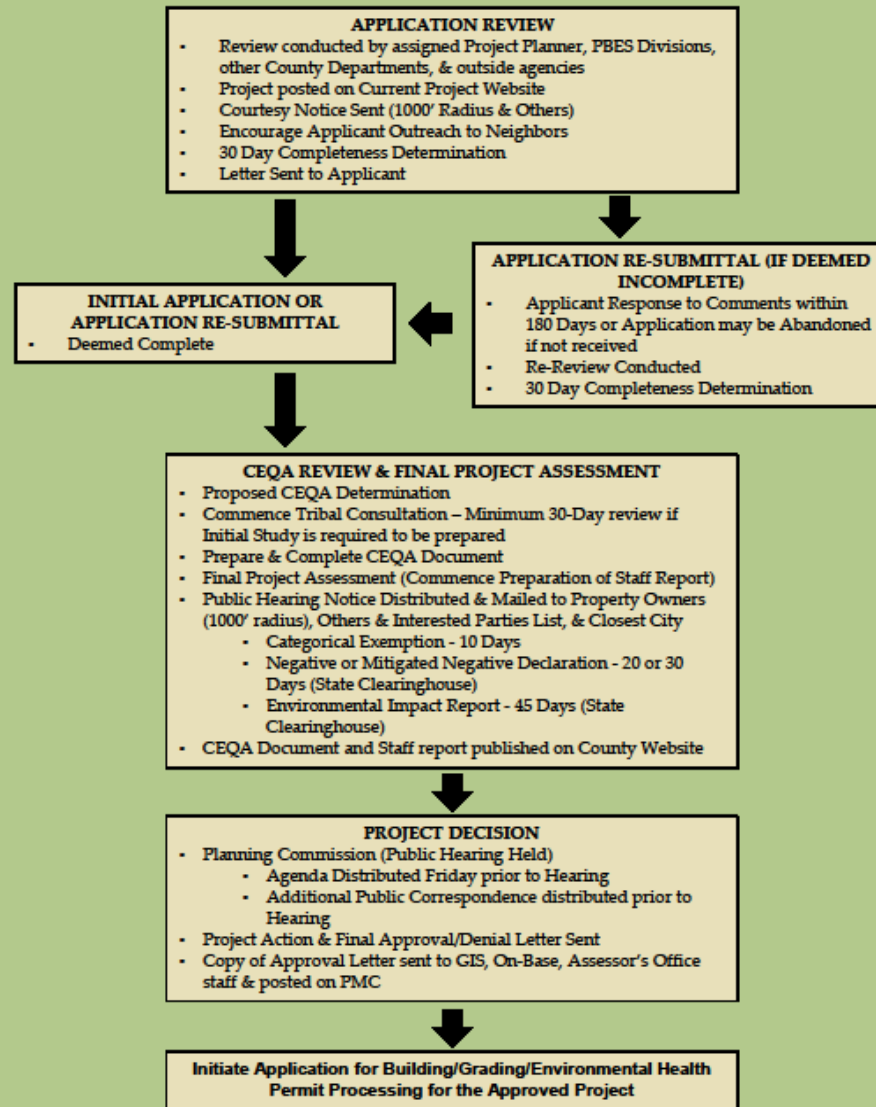 APPLICATION REVIEW
▪ Review conducted by assigned Project Planner, PBES Divisions,
other County Departments, & outside agencies
▪ Project posted on Current Project Website
▪ Courtesy Notice Sent (1000' Radius & Others)
▪ Encourage Applicant Outreach to Neighbors
▪ 30 Day Completeness Determination
▪ Letter Sent to Applicant
APPLICATION RE-SUBMITTAL (IF DEEMED
INCOMPLETE)
▪ Applicant Response to Comments within
180 Days or Application may be Abandoned
if not received
▪ Re-Review Conducted
▪ 30 Day Completeness Determination
INITIAL APPLICATION OR
APPLICATION RE-SUBMITTAL
▪ Deemed Complete
CEQA REVIEW & FINAL PROJECT ASSESSMENT
▪ Proposed CEQA Determination
▪ Commence Tribal Consultation – Minimum 30-Day review if
Initial Study is required to be prepared
▪ Prepare & Complete CEQA Document
▪ Final Project Assessment (Commence Preparation of Staff Report)
▪ Public Hearing Notice Distributed & Mailed to Property Owners
(1000' radius), Others & Interested Parties List, & Closest City
▪ Categorical Exemption - 10 Days
▪ Negative or Mitigated Negative Declaration - 20 or 30
Days (State Clearinghouse)
▪ Environmental Impact Report - 45 Days (State
Clearinghouse)
▪ CEQA Document and Staff report published on County Website
PROJECT DECISION
▪ Planning Commission (Public Hearing Held)
▪ Agenda Distributed Friday prior to Hearing
▪ Additional Public Correspondence distributed prior to
Hearing
▪ Project Action & Final Approval/Denial Letter Sent
▪ Copy of Approval Letter sent to GIS, On-Base, Assessor's Office
staff & posted on PMC
Initiate Application for Building/Grading/Environmental Health
Permit Processing for the Approved Project